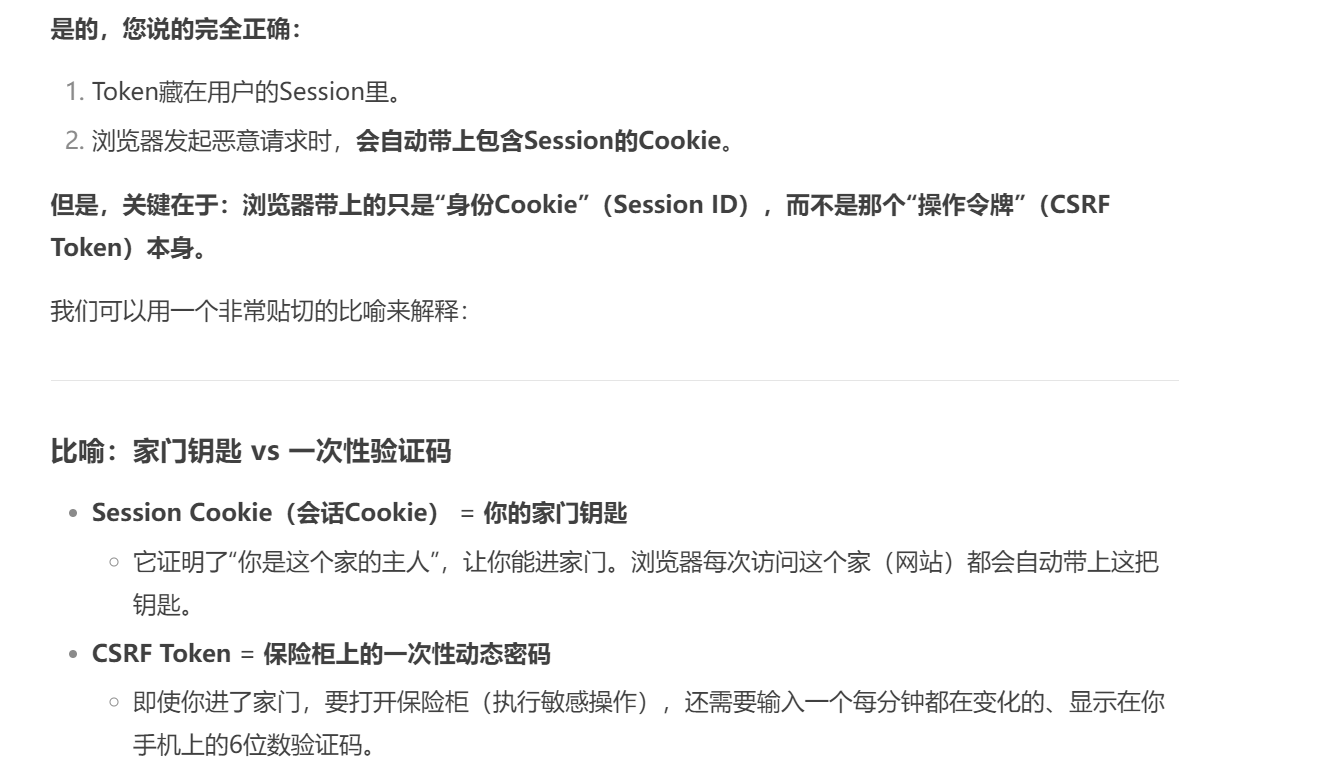 是的，您说的完全正确：
1. Token藏在用户的Session里。
2. 浏览器发起恶意请求时，会自动带上包含Session的Cookie。
但是，关键在于：浏览器带上的只是“身份Cookie”（Session ID），而不是那个“操作令牌”（CSRF
Token）本身。
我们可以用一个非常贴切的比喻来解释：
比喻：家门钥匙 vs 一次性验证码
• Session Cookie（会话Cookie） = 你的家门钥匙
○ 它证明了“你是这个家的主人”，让你能进家门。浏览器每次访问这个家（网站）都会自动带上这把
钥匙。
• CSRF Token = 保险柜上的一次性动态密码
○ 即使你进了家门，要打开保险柜（执行敏感操作），还需要输入一个每分钟都在变化的、显示在你
手机上的6位数验证码。